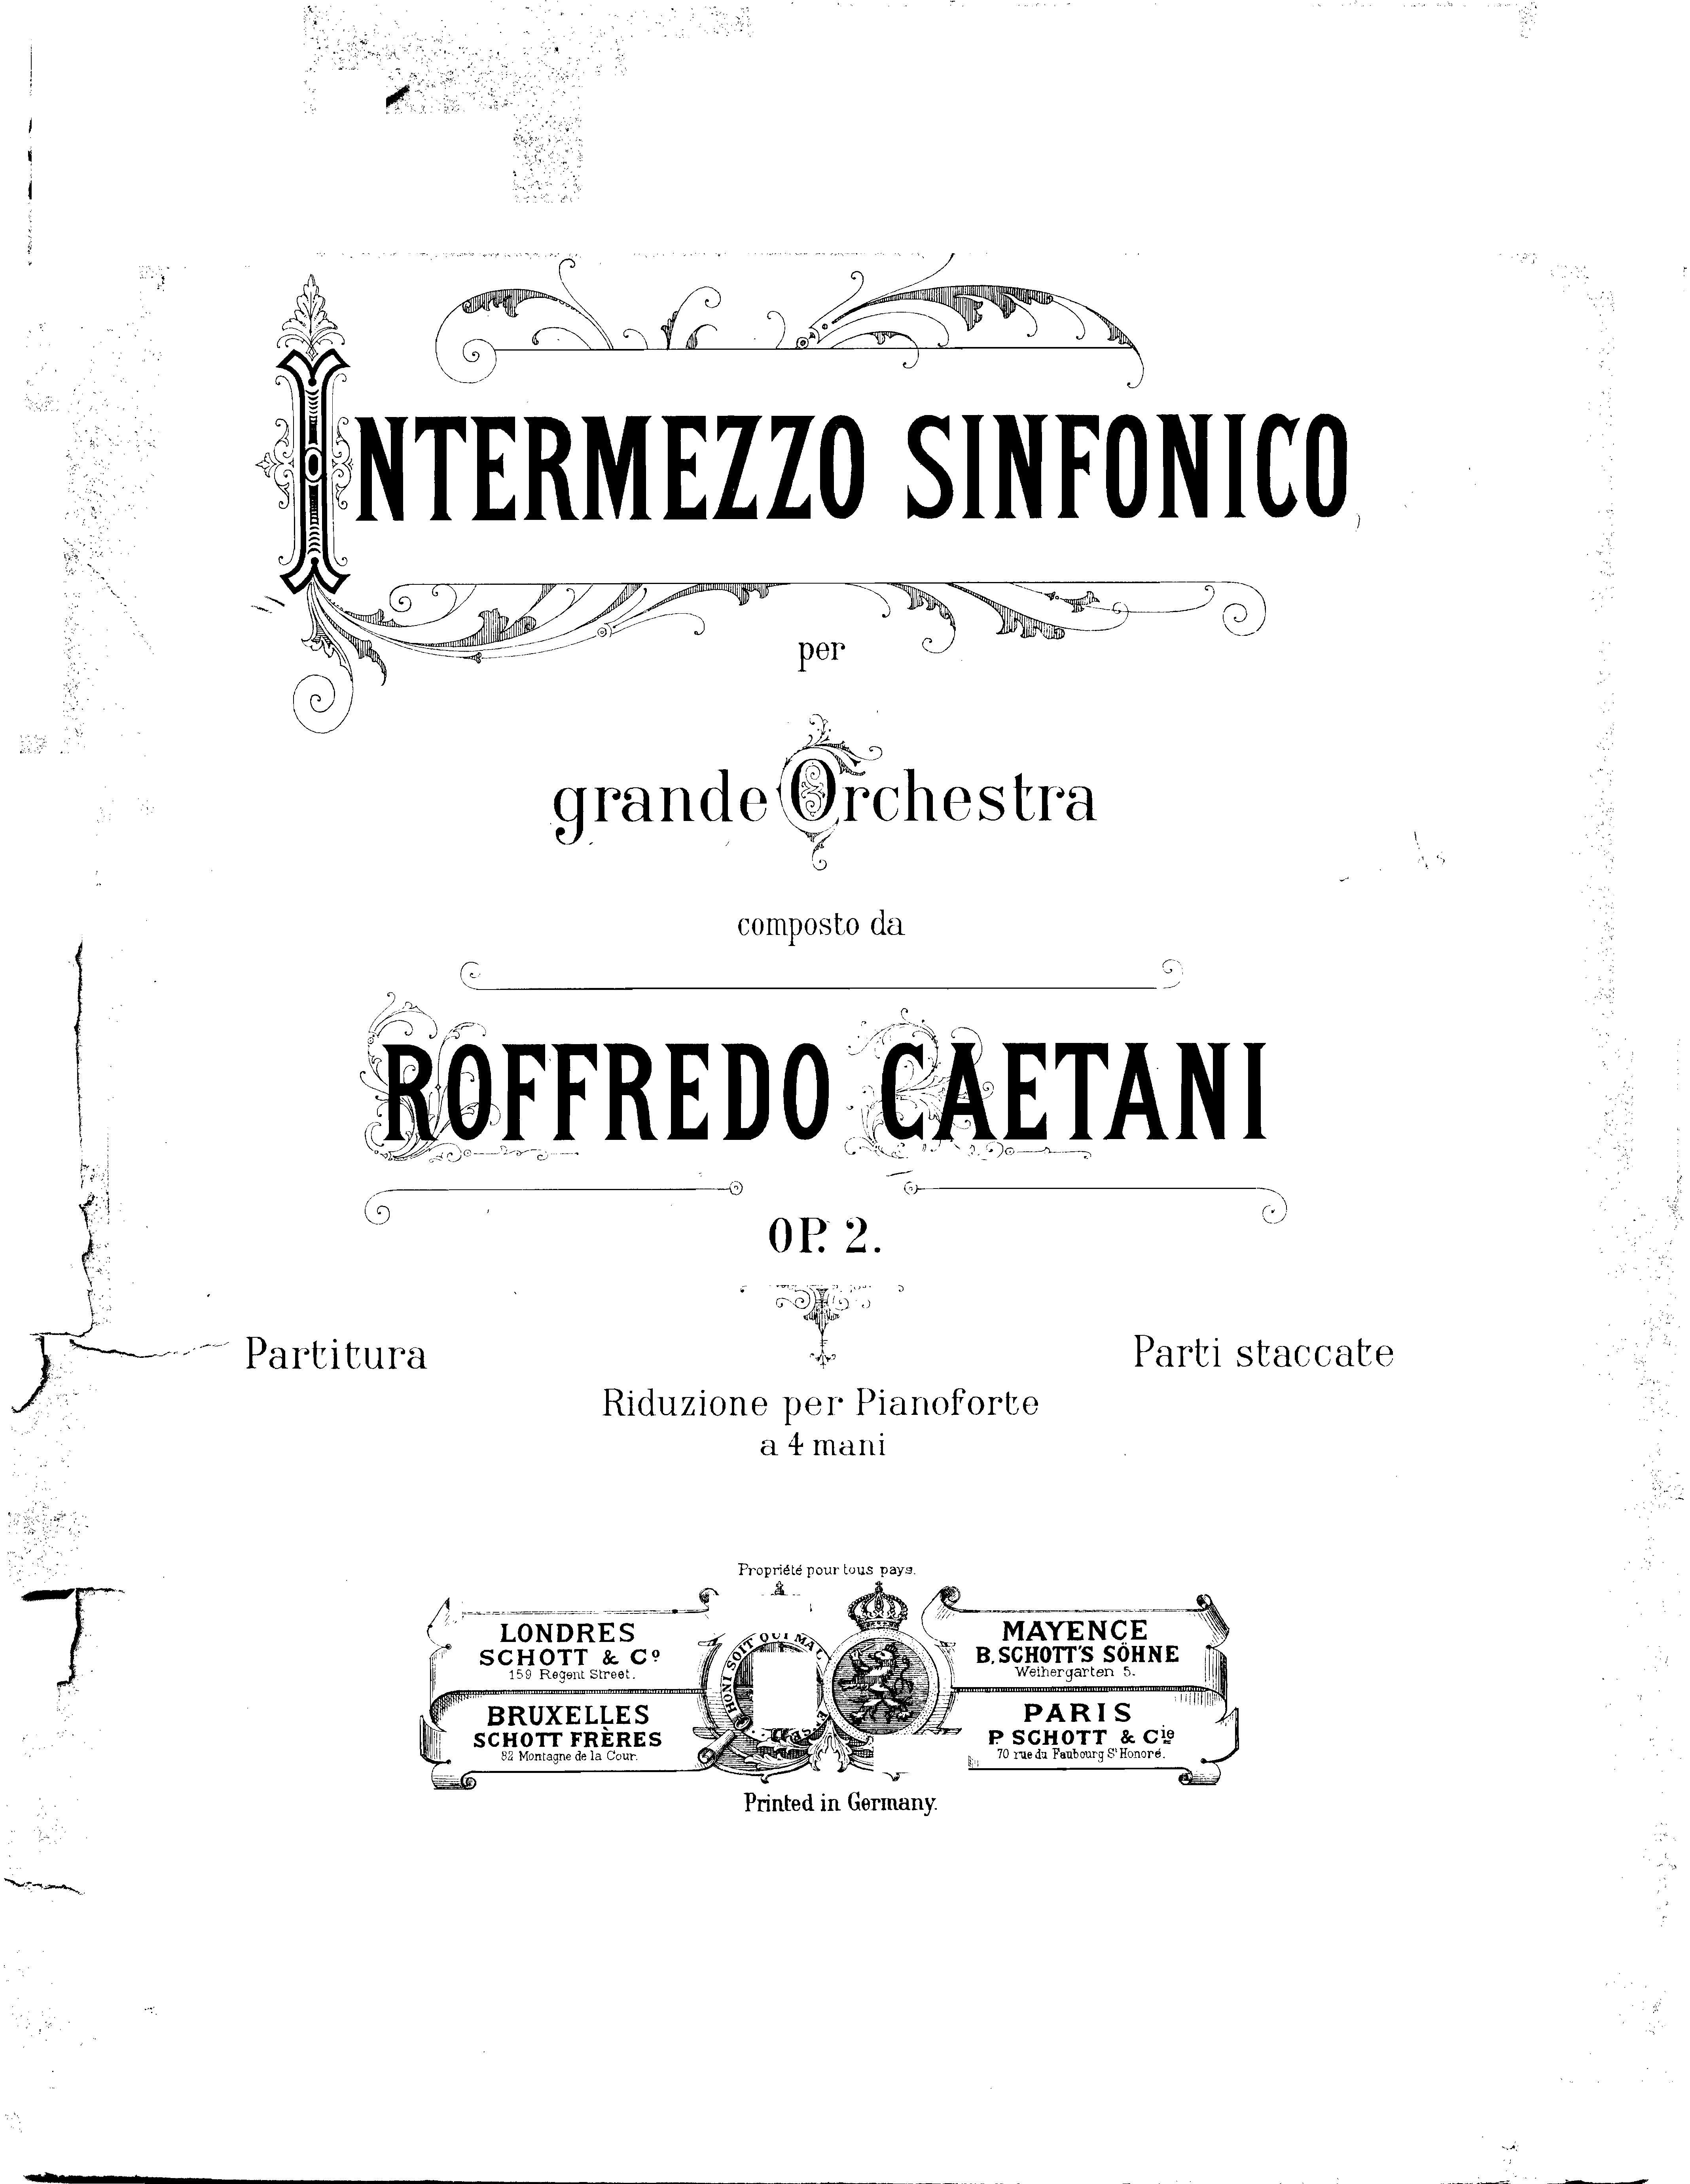 INTERMEZZO SINFONICO
per
grande Orchestra
composto da
ROFFREDO CAETANI
OP. 2.
Partitura
Parti staccate
Riduzione per Pianoforte
a 4 mani
Propriété pour tous pays.
LONDRES
SCHOTT & Cº
159 Regent Street.
BRUXELLES
SCHOTT FRÈRES
82 Montagne de la Cour.
HONI SOIT QUI MAL
MAYENCE
B. SCHOTT'S SÖHNE
Weihergarten 5.
PARIS
P. SCHOTT & Cie
70 rue du Faubourg St Honoré.
Printed in Germany.